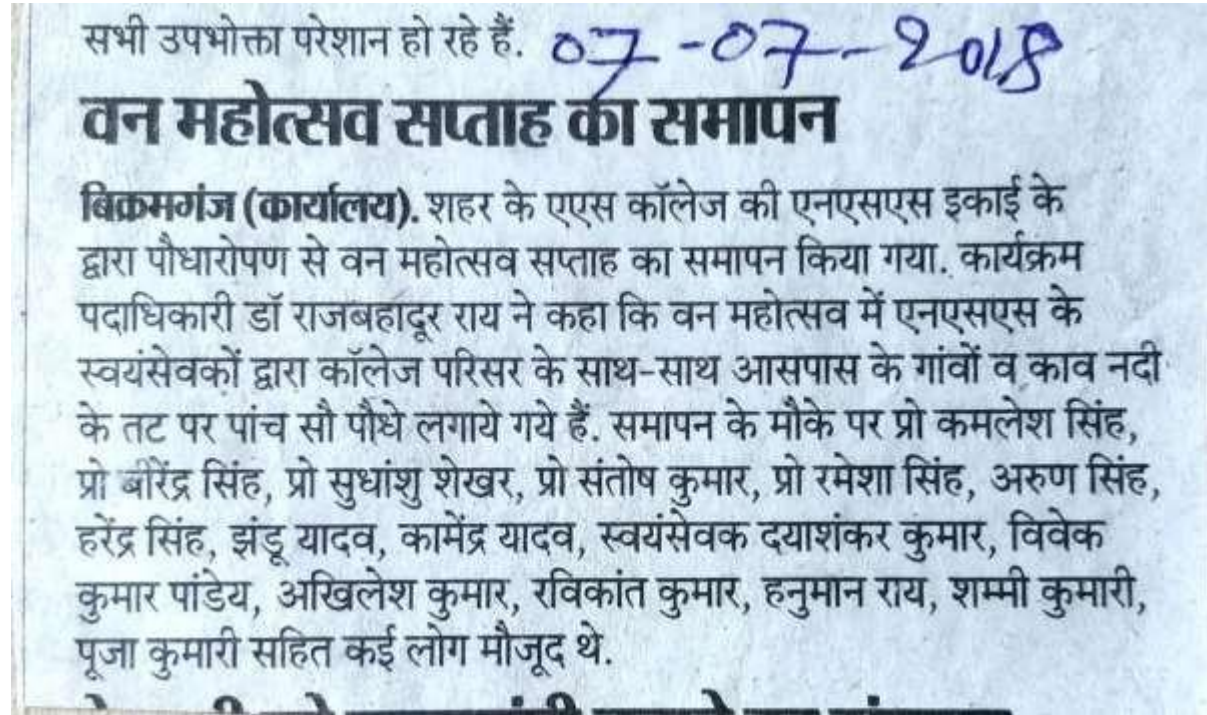 सभी उपभोक्ता परेशान हो रहे हैं. 07-07-2018
वन महोत्सव सप्ताह का समापन
बिक्रमगंज (कार्यालय). शहर के एएस कॉलेज की एनएसएस इकाई के
द्वारा पौधारोपण से वन महोत्सव सप्ताह का समापन किया गया. कार्यक्रम
पदाधिकारी डॉ राजबहादूर राय ने कहा कि वन महोत्सव में एनएसएस के
स्वयंसेवकों द्वारा कॉलेज परिसर के साथ-साथ आसपास के गांवों व काव नदी
के तट पर पांच सौ पौधे लगाये गये हैं. समापन के मौके पर प्रो कमलेश सिंह,
प्रो बीरेंद्र सिंह, प्रो सुधांशु शेखर, प्रो संतोष कुमार, प्रो रमेशा सिंह, अरुण सिंह,
हरेंद्र सिंह, झंडू यादव, कामेंद्र यादव, स्वयंसेवक दयाशंकर कुमार, विवेक
कुमार पांडेय, अखिलेश कुमार, रविकांत कुमार, हनुमान राय, शम्मी कुमारी,
पूजा कुमारी सहित कई लोग मौजूद थे.